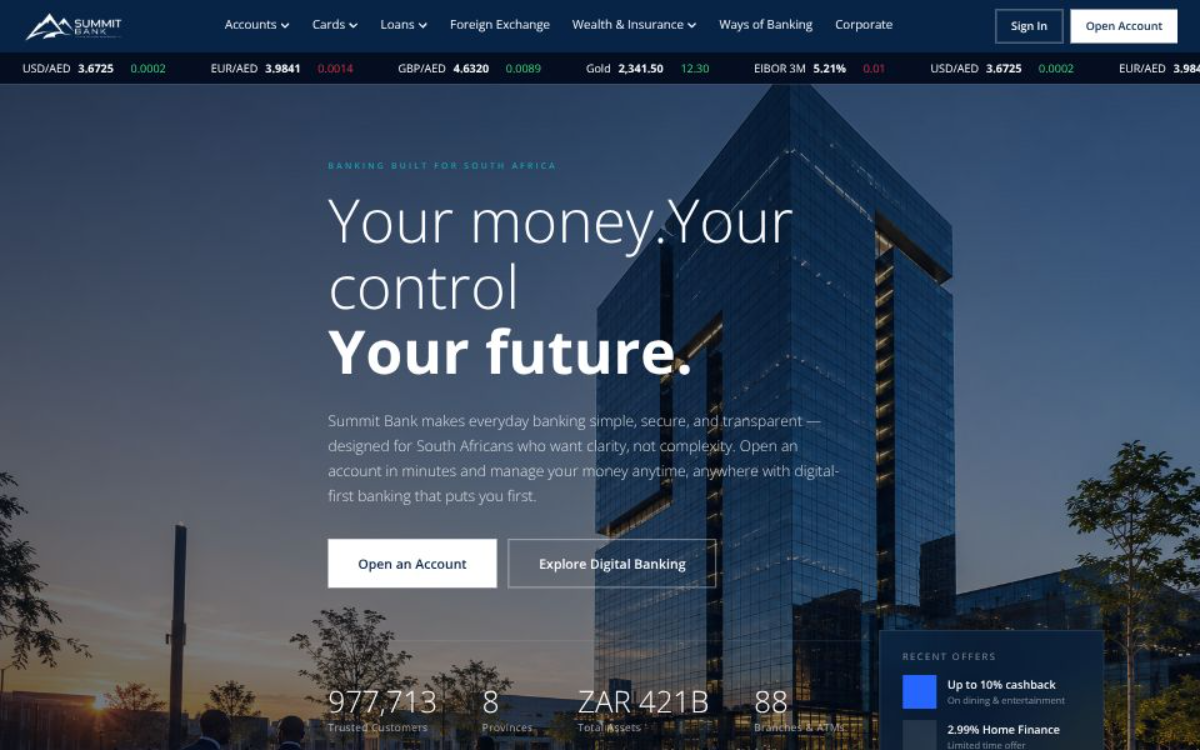 SUMMIT
BANK
Accounts Cards Loans Foreign Exchange Wealth & Insurance Ways of Banking Corporate
Sign In Open Account
USD/AED 3.6725 0.0002 EUR/AED 3.9841 0.0014 GBP/AED 4.6320 0.0089 Gold 2,341.50 12.30 EIBOR 3M 5.21% 0.01 USD/AED 3.6725 0.0002 EUR/AED 3.984
BANKING BUILT FOR SOUTH AFRICA
Your money.Your
control
Your future.
Summit Bank makes everyday banking simple, secure, and transparent —
designed for South Africans who want clarity, not complexity. Open an
account in minutes and manage your money anytime, anywhere with digital-
first banking that puts you first.
Open an Account Explore Digital Banking
977,713 8 ZAR 421B 88
Trusted Customers Provinces Total Assets Branches & ATMs
RECENT OFFERS
Up to 10% cashback
On dining & entertainment
2.99% Home Finance
Limited time offer